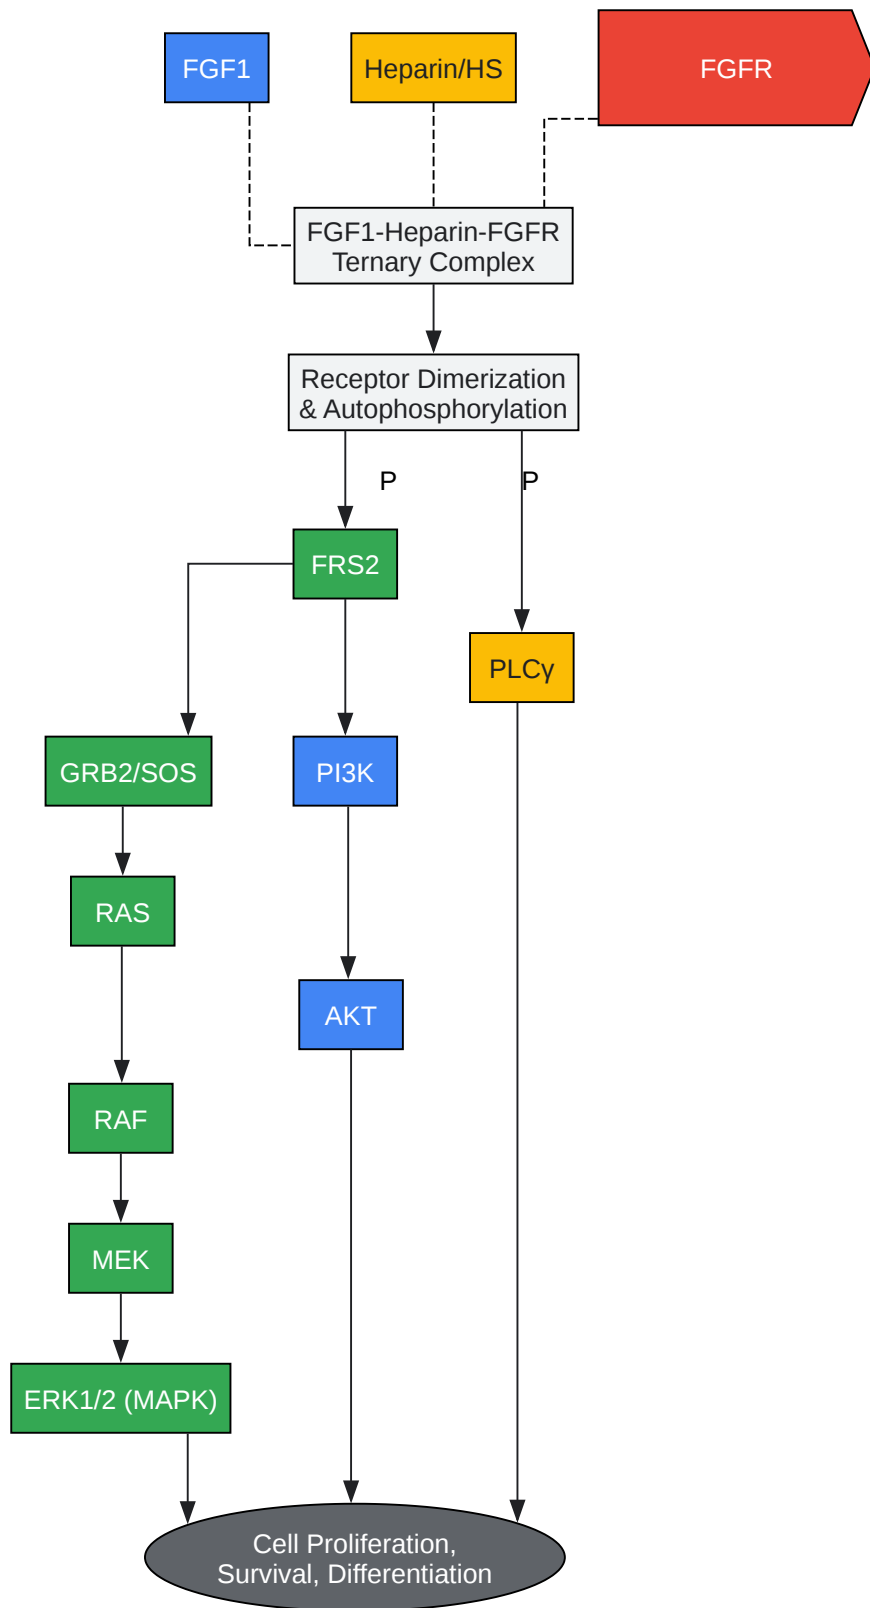 FGF1
Heparin/HS
FGFR
FGF1-Heparin-FGFR
Ternary Complex
Receptor Dimerization
& Autophosphorylation
P
P
FRS2
PLCγ
GRB2/SOS
PI3K
RAS
AKT
RAF
MEK
ERK1/2 (MAPK)
Cell Proliferation,
Survival, Differentiation